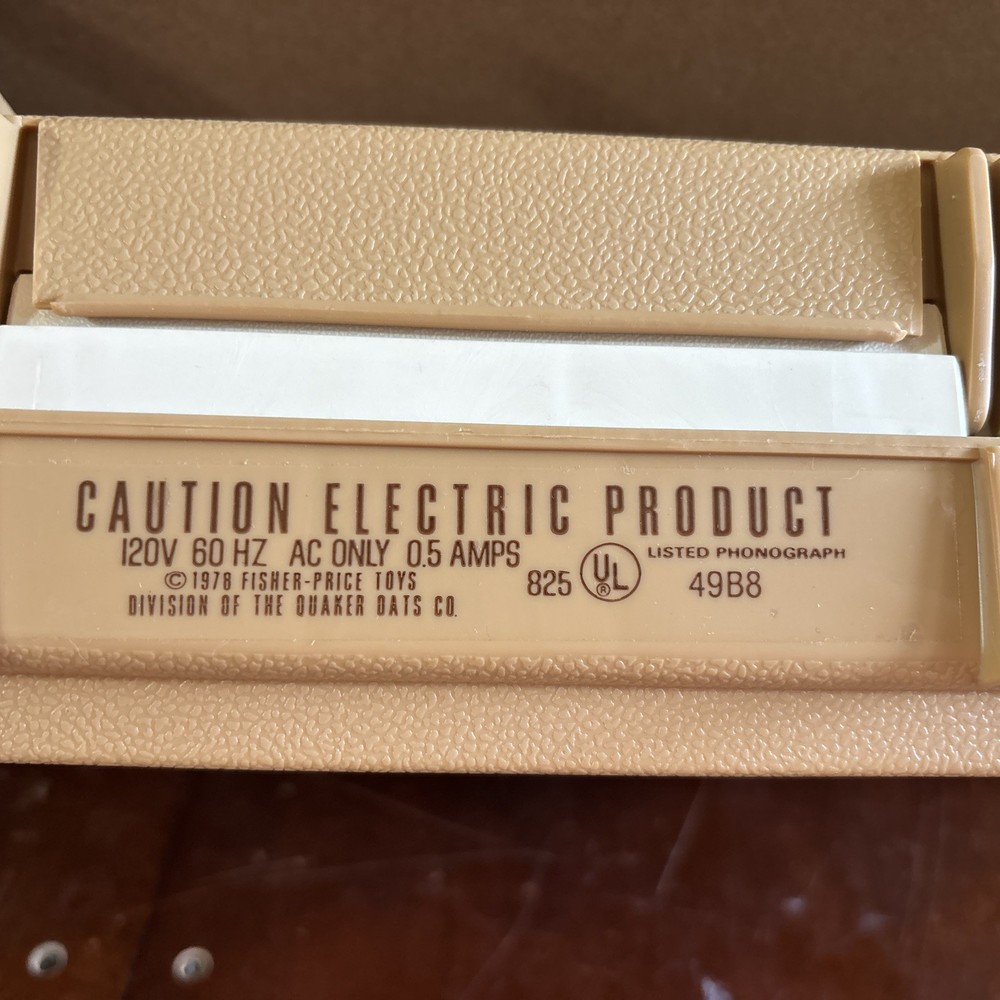 CAUTION ELECTRIC PRODUCT
120V 60 HZ AC ONLY 0.5 AMPS
© 1978 FISHER-PRICE TOYS
DIVISION OF THE QUAKER OATS CO.
825 UL ® LISTED PHONOGRAPH
49B8